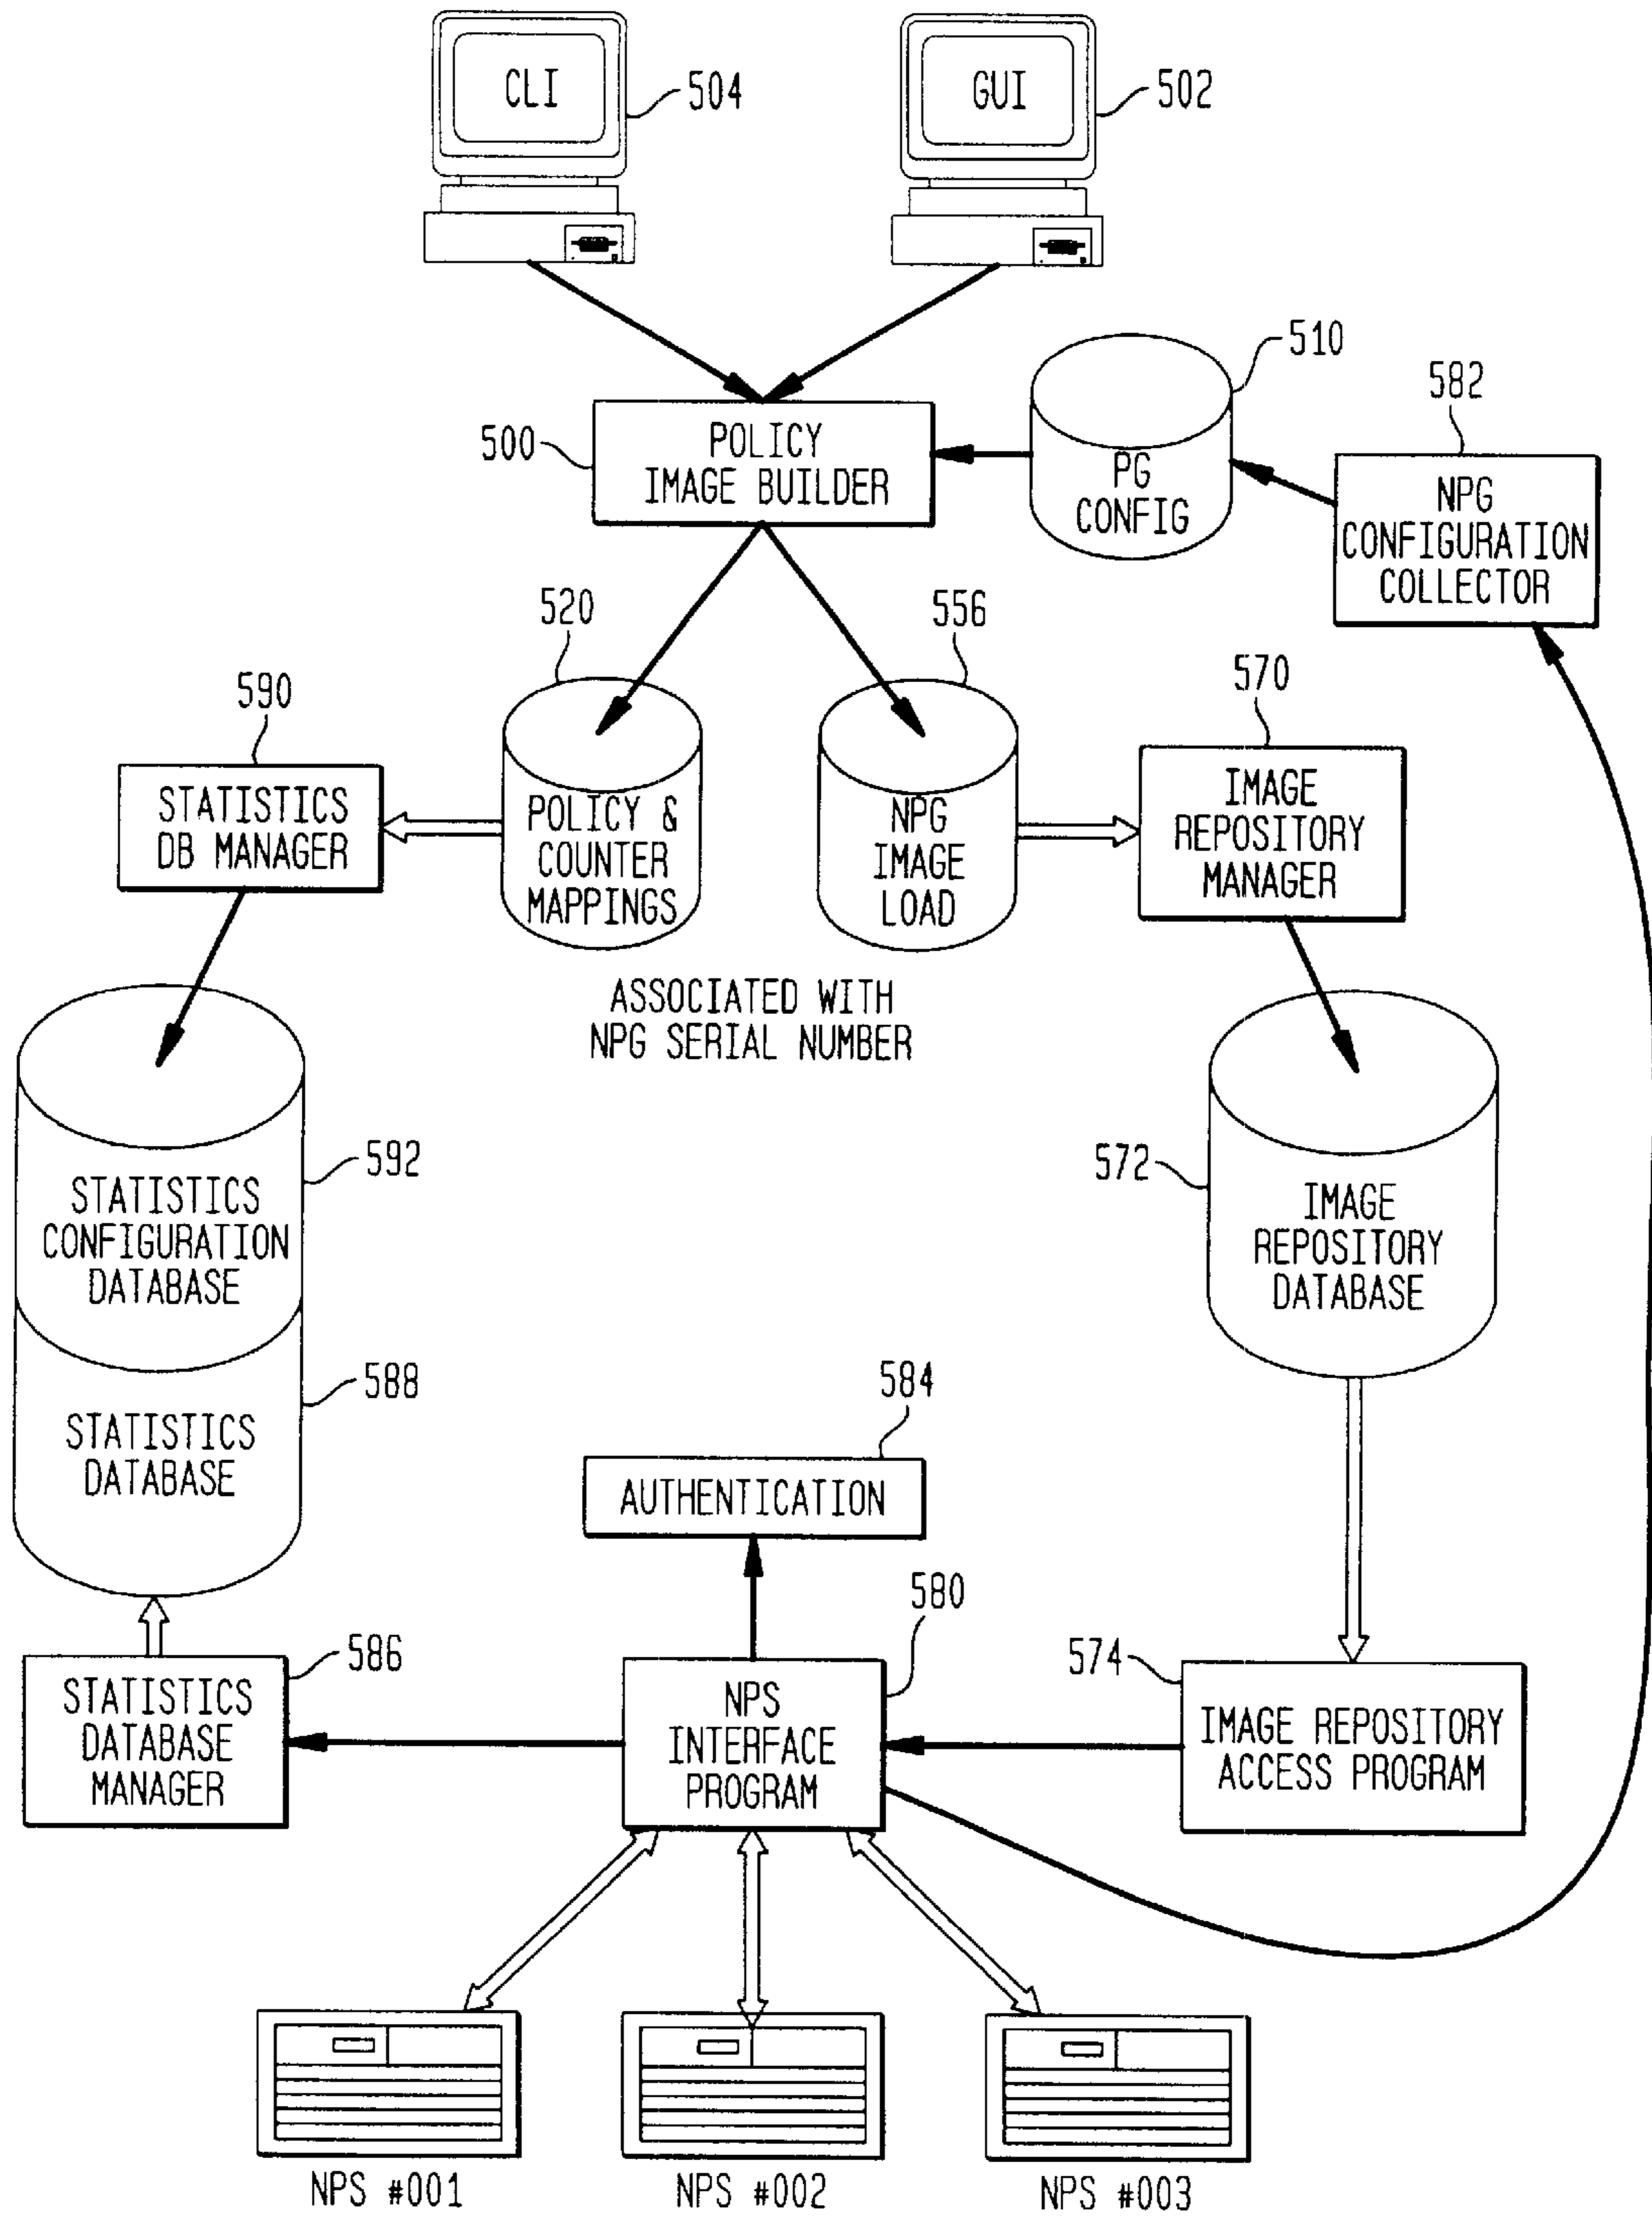 CLI
504
GUI
502
510
582
500
POLICY
IMAGE BUILDER
PG
CONFIG
NPG
CONFIGURATION
COLLECTOR
520
556
590
570
STATISTICS
DB MANAGER
POLICY &
COUNTER
MAPPINGS
NPG
IMAGE
LOAD
IMAGE
REPOSITORY
MANAGER
ASSOCIATED WITH
NPG SERIAL NUMBER
592
572
STATISTICS
CONFIGURATION
DATABASE
IMAGE
REPOSITORY
DATABASE
588
584
STATISTICS
DATABASE
AUTHENTICATION
580
586
574
STATISTICS
DATABASE
MANAGER
NPS
INTERFACE
PROGRAM
IMAGE REPOSITORY
ACCESS PROGRAM
NPS #001
NPS #002
NPS #003